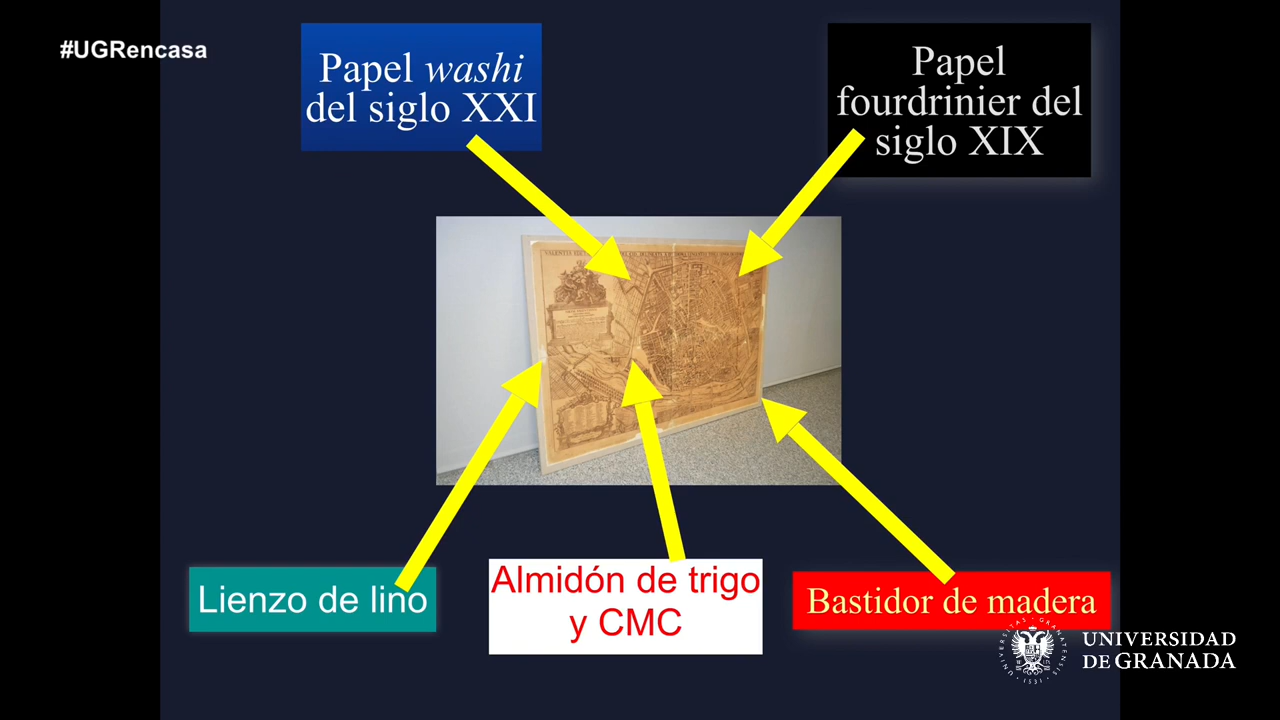 #UGRencasa
Papel washi
del siglo XXI
Papel
fourdrinier del
siglo XIX
Lienzo de lino
Almidón de trigo
y CMC
Bastidor de madera
UNIVERSIDAD
DE GRANADA
1531